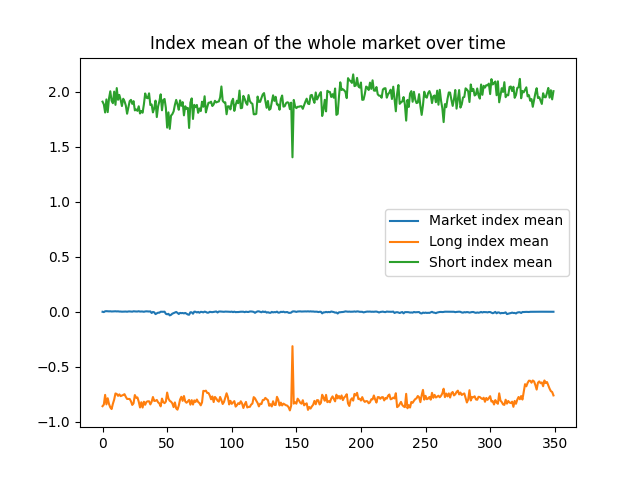 Index mean of the whole market over time
2.0
1.5
1.0
0.5
0.0
−0.5
−1.0
Market index mean
Long index mean
Short index mean
0 50 100 150 200 250 300 350